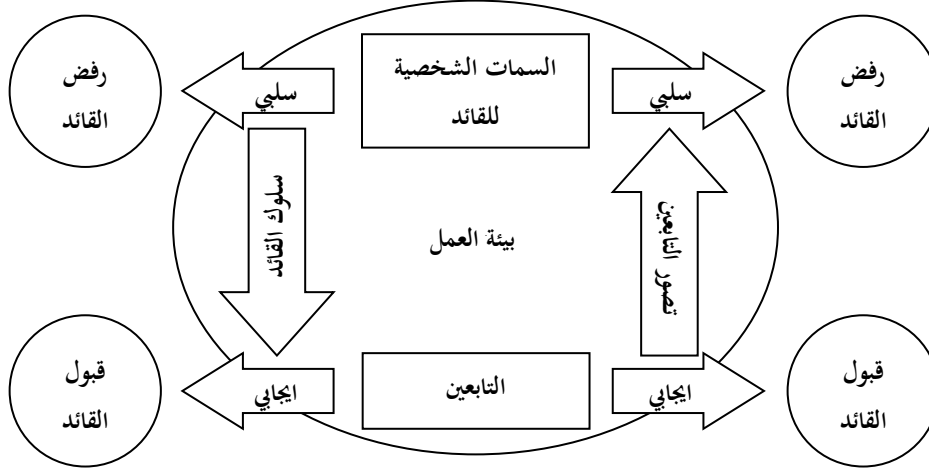 رفض
القائد
سلبي
السمات الشخصية
للقائد
سلبي
رفض
القائد
تصور التابعين
بيئة العمل
سلوك القائد
قبول
القائد
ايجابي
التابعين
ايجابي
قبول
القائد